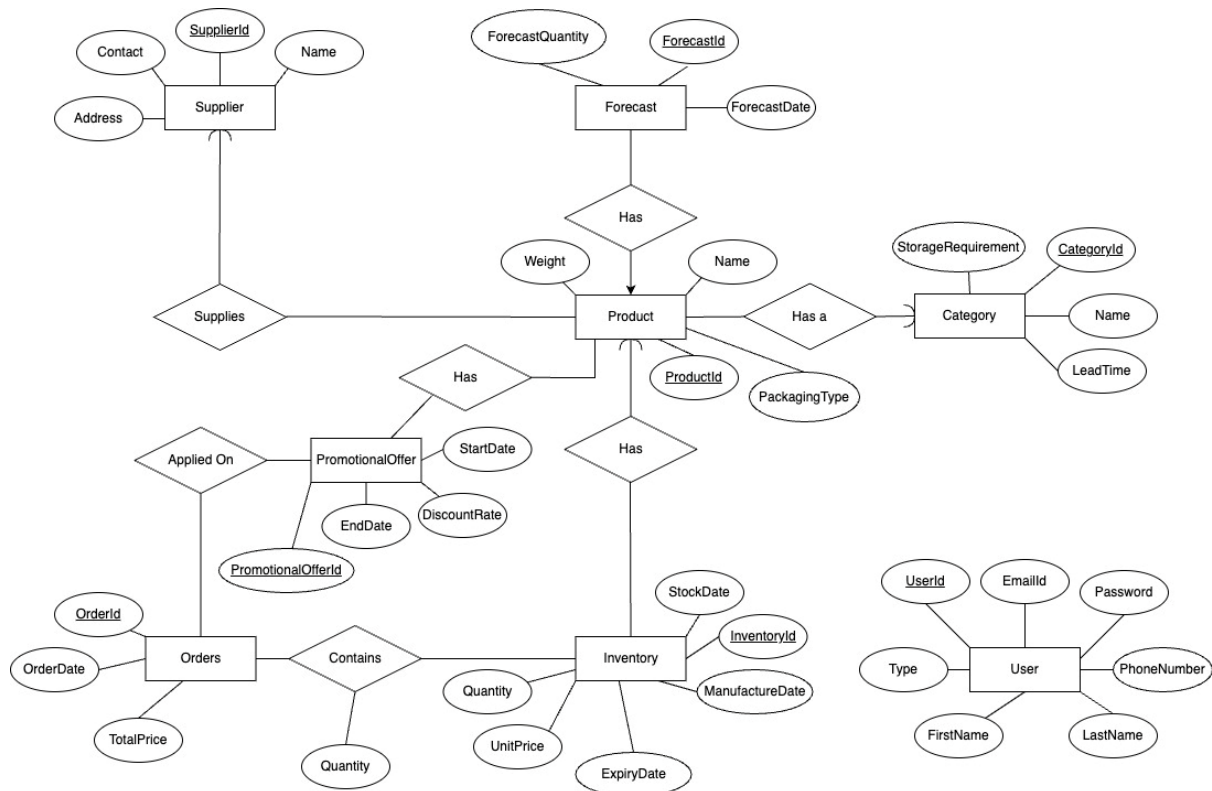 SupplierId
Contact
Name
Supplier
Address
ForecastQuantity
ForecastId
Forecast
ForecastDate
Has
Weight
Name
StorageRequirement
CategoryId
Supplies
Product
Has a
Category
Name
Has
ProductId
PackagingType
LeadTime
Applied On
PromotionalOffer
StartDate
Has
EndDate
DiscountRate
PromotionalOfferId
OrderId
StockDate
UserId
EmailId
Password
OrderDate
Orders
Contains
Inventory
InventoryId
Quantity
ManufactureDate
Type
User
PhoneNumber
TotalPrice
Quantity
UnitPrice
ExpiryDate
FirstName
LastName